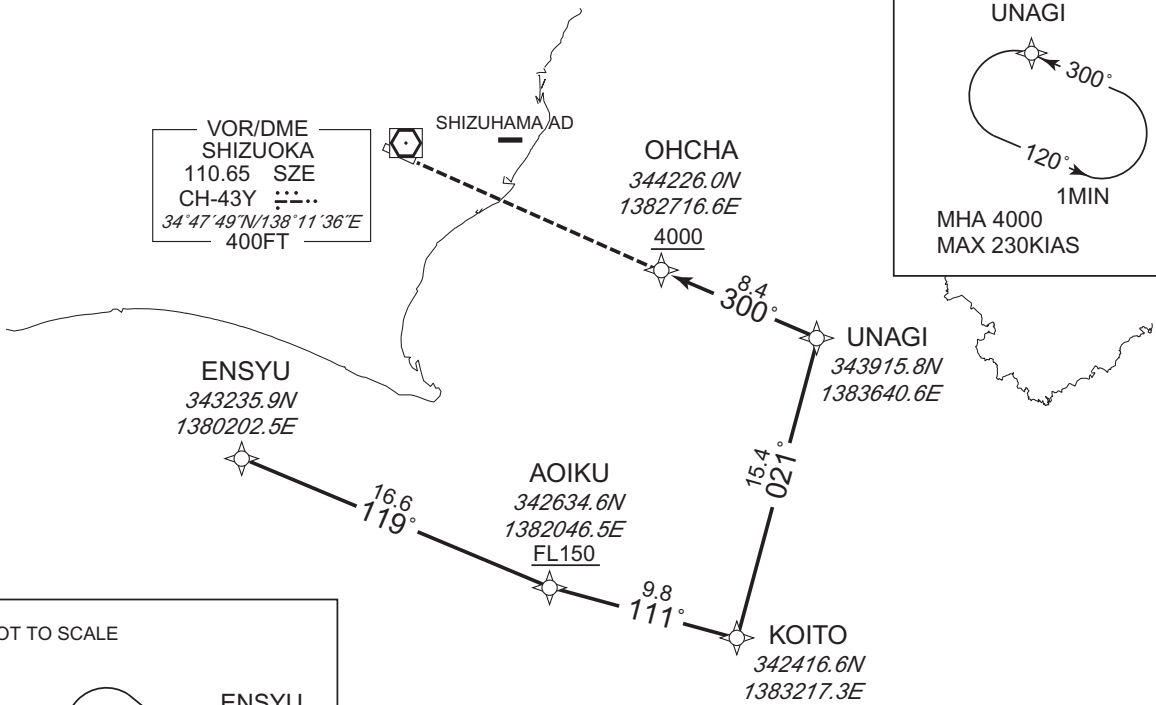 UNAGI
300°
120°
1MIN
MHA 4000
MAX 230KIAS
VOR/DME
SHIZUOKA
110.65 SZE
CH-43Y
34°47´49˝N/138°11´36˝E
400FT
SHIZUHAMA AD
OHCHA
344226.0N
1382716.6E
4000
8.4
300°
UNAGI
343915.8N
1383640.6E
ENSYU
343235.9N
1380202.5E
15.4
021°
AOIKU
342634.6N
1382046.5E
FL150
16.6
119°
9.8
111°
KOITO
342416.6N
1383217.3E
OT TO SCALE
ENSYU